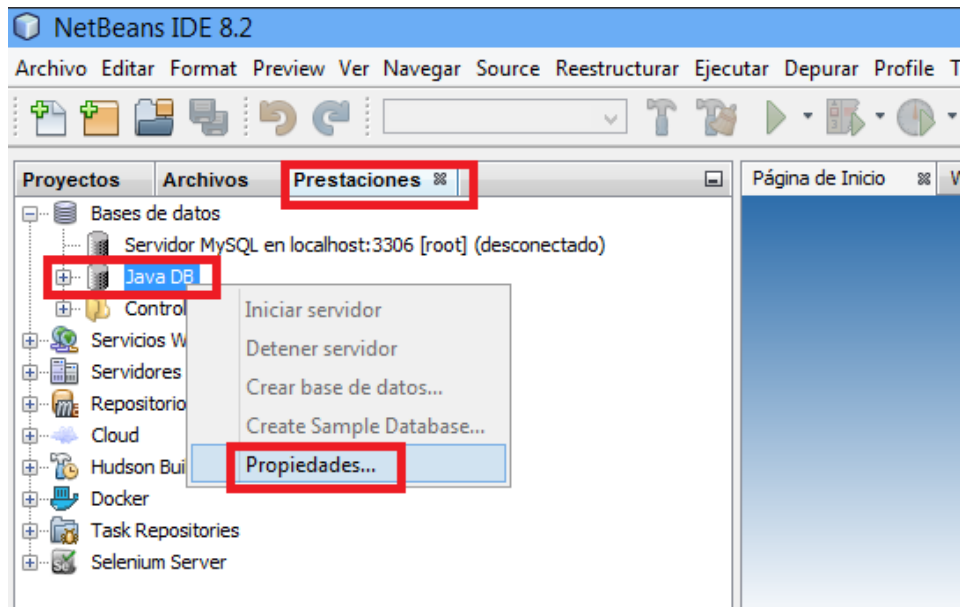 NetBeans IDE 8.2
Archivo Editar Format Preview Ver Navegar Source Reestructurar Ejecutar Depurar Profile T
Proyectos Archivos Prestaciones Página de Inicio
Bases de datos
Servidor MySQL en localhost:3306 [root] (desconectado)
Java DB
Control
Iniciar servidor
Servicios W
Detener servidor
Servidores
Crear base de datos...
Repositorio
Create Sample Database...
Cloud
Propiedades...
Hudson Bui
Docker
Task Repositories
Selenium Server